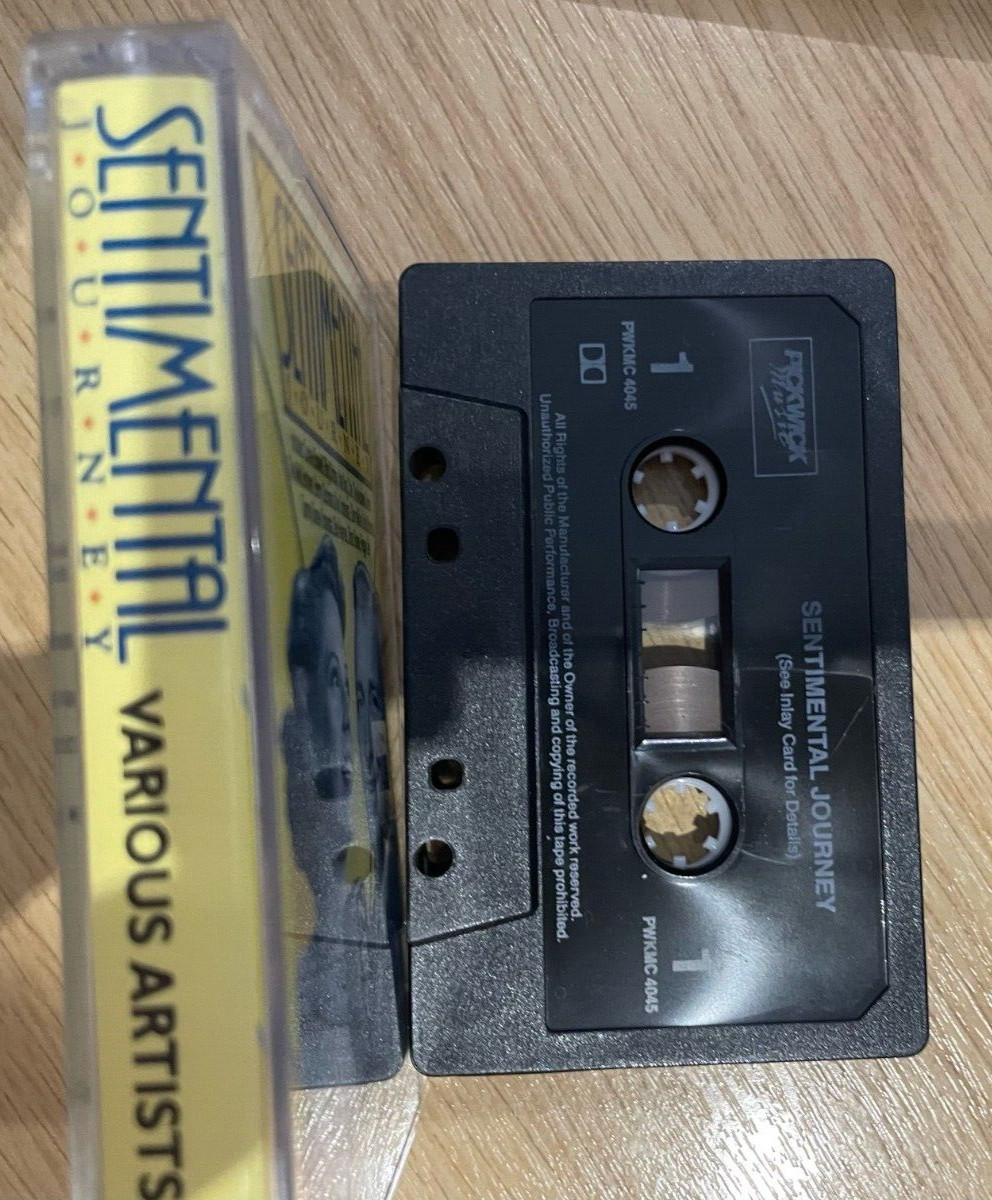 SENTIMENTAL
J•O•U•R•N•E•Y
VARIOUS ARTISTS
PICKWICK
Music
SENTIMENTAL JOURNEY
(See Inlay Card for Details)
1
1
PWKMC 4045
PWKMC 4045
All Rights of the Manufacturer and of the Owner of the recorded work reserved.
Unauthorized Public Performance, Broadcasting and copying of this tape prohibited.